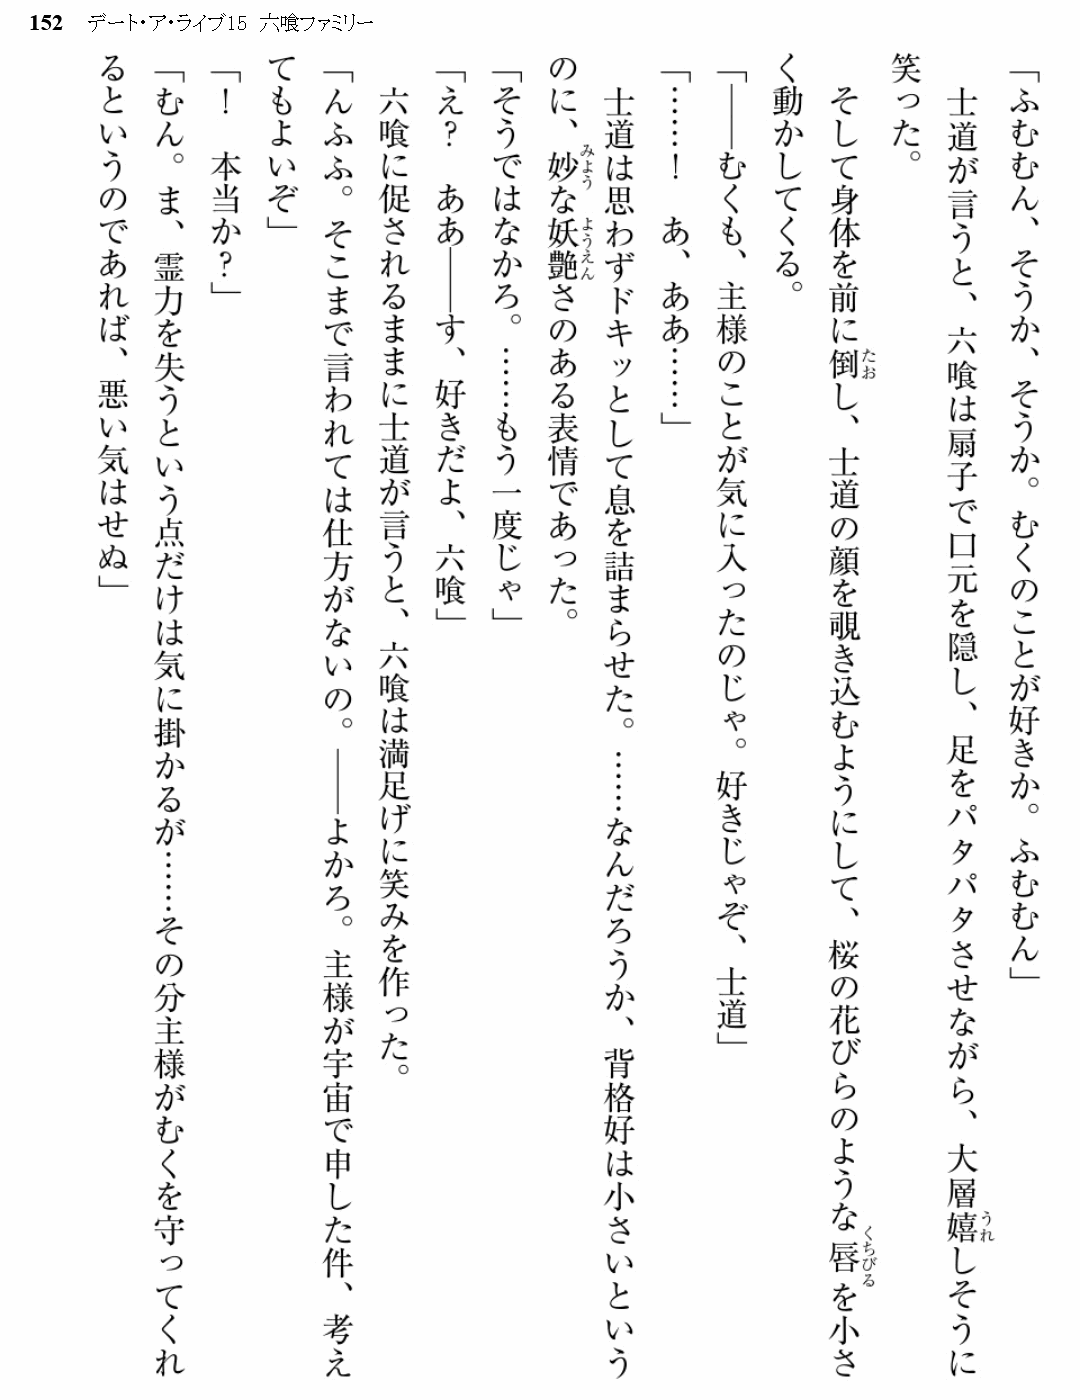 152 デート・ア・ライブ15 六喰ファミリー
「ふむむん、そうか、そうか。むくのことが好きか。ふむむん」
士道が言うと、六喰は扇子で口元を隠し、足をパタパタさせながら、大層嬉しそうに
笑った。
そして身体を前に倒し、士道の顔を覗き込むようにして、桜の花びらのような唇を小さ
く動かしてくる。
「――むくも、主様のことが気に入ったのじゃ。好きじゃぞ、士道」
「……！　あ、ああ……」
士道は思わずドキッとして息を詰まらせた。……なんだろうか、背格好は小さいという
のに、妙な妖艶さのある表情であった。
「そうではなかろ。……もう一度じゃ」
「え？　ああ――す、好きだよ、六喰」
六喰に促されるままに士道が言うと、六喰は満足げに笑みを作った。
「んふふ。そこまで言われては仕方がないの。――よかろ。主様が宇宙で申した件、考え
てもよいぞ」
「！　本当か？」
「むん。ま、霊力を失うという点だけは気に掛かるが……その分主様がむくを守ってくれ
るというのであれば、悪い気はせぬ」